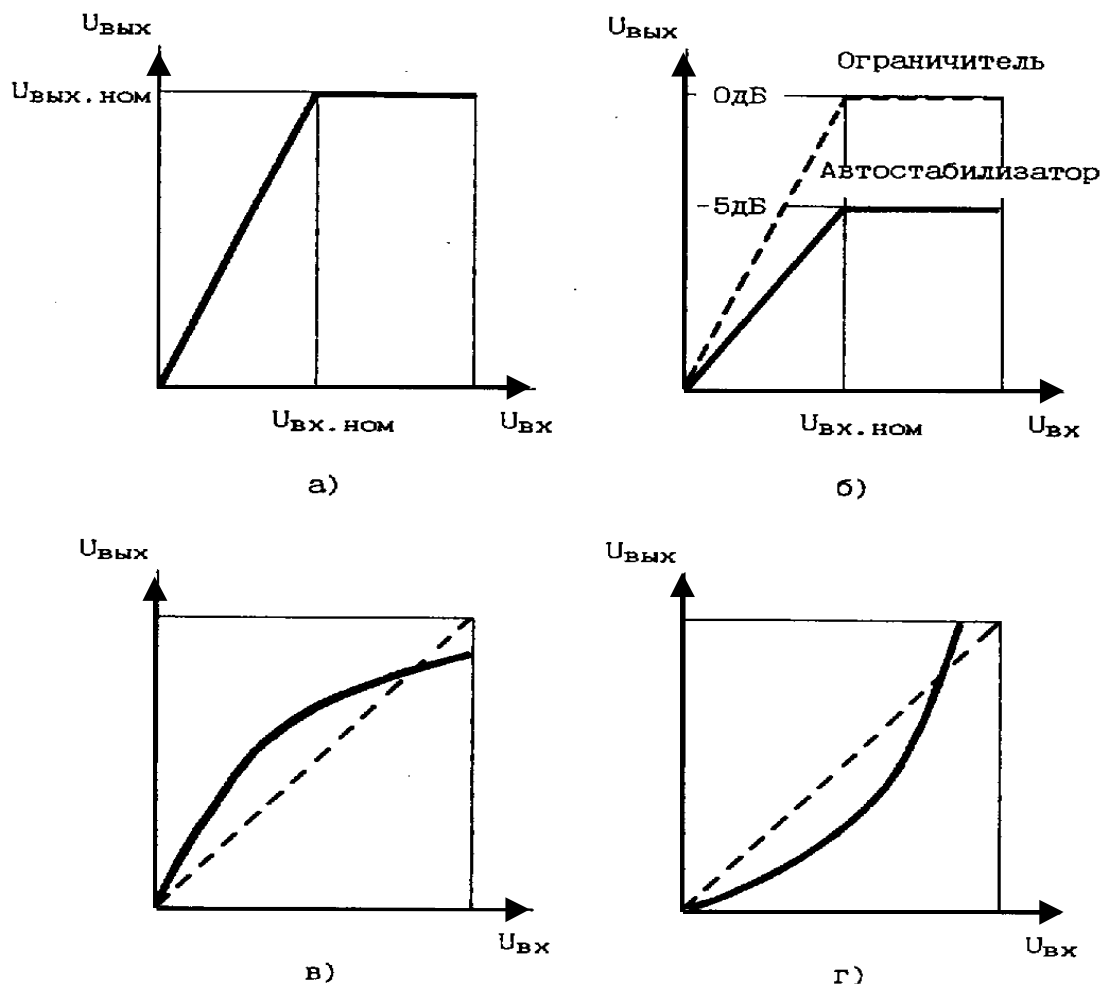 Uвых
Uвых.ном
Uвх.ном
Uвх
а)
Uвых
Ограничитель
0дБ
Автостабилизатор
-5дБ
Uвх.ном
Uвх
б)
Uвых
Uвх
в)
Uвых
Uвх
г)